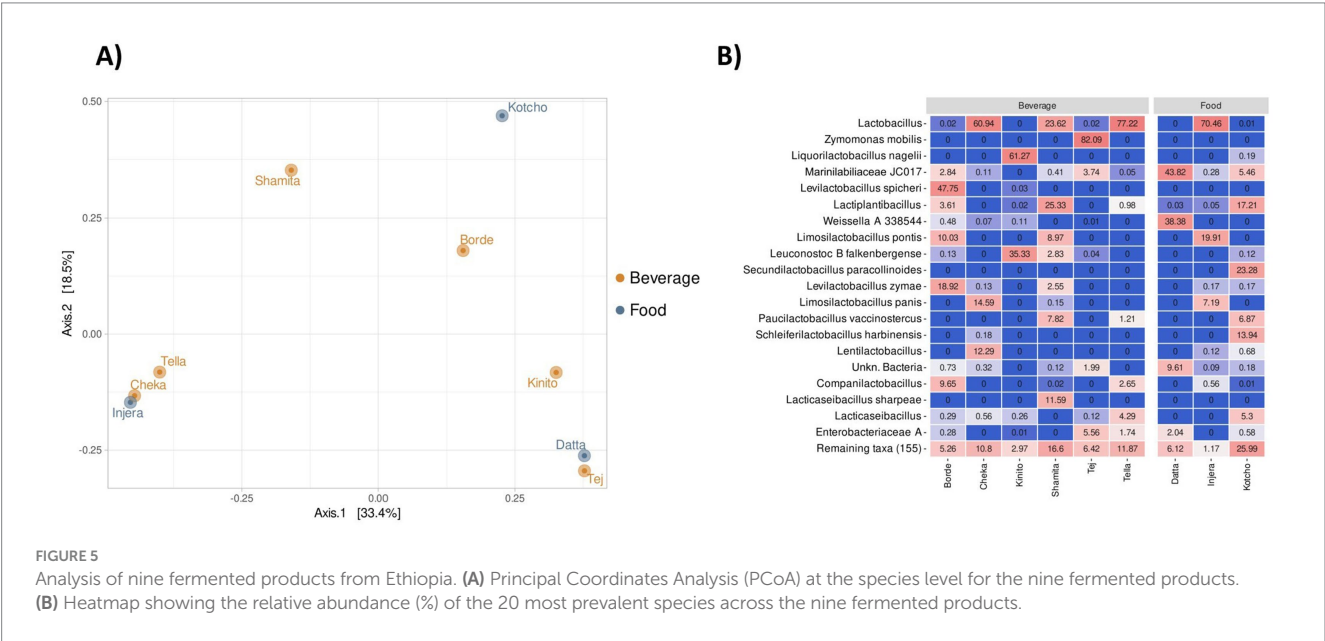 A)
0.50
0.25
0.00
-0.25
Axis.2 [18.5%]
-0.25
0.00
0.25
Axis.1 [33.4%]
Kotcho
Shamita
Borde
Tella
Cheka
Injera
Kinito
Datta
Tej
Beverage
Food
B)
Beverage Food
Lactobacillus 0.02 60.94 0 23.62 0.02 77.22 0 70.46 0.01
Zymomonas mobilis 0 0 0 0 82.09 0 0 0 0
Liquorilactobacillus nagelii 0 0 61.27 0 0 0 0 0 0.19
Marinilabiliaceae JC017 2.84 0.11 0 0.41 3.74 0.05 43.82 0.28 5.46
Levilactobacillus spicheri 47.75 0 0.03 0 0 0 0 0 0
Lactiplantibacillus 3.61 0 0.02 25.33 0 0.98 0.03 0.05 17.21
Weissella A 338544 0.48 0.07 0.11 0 0.01 0 38.38 0 0
Limosilactobacillus pontis 10.03 0 0 8.97 0 0 0 19.91 0
Leuconostoc B falkenbergense 0.13 0 35.33 2.83 0.04 0 0 0 0.12
Secundilactobacillus paracollinoides 0 0 0 0 0 0 0 0 23.28
Levilactobacillus zymae 18.92 0.13 0 2.55 0 0 0 0.17 0.17
Limosilactobacillus panis 0 14.59 0 0.15 0 0 0 7.19 0
Paucilactobacillus vaccinostercus 0 0 0 7.82 0 1.21 0 0 6.87
Schleiferilactobacillus harbinensis 0 0.18 0 0 0 0 0 0 13.94
Lentilactobacillus 0 12.29 0 0 0 0 0 0.12 0.68
Unkn. Bacteria 0.73 0.32 0 0.12 1.99 0 9.61 0.09 0.18
Companilactobacillus 9.65 0 0 0.02 0 2.65 0 0.56 0.01
Lacticaseibacillus sharpeae 0 0 0 11.59 0 0 0 0 0
Lacticaseibacillus 0.29 0.56 0.26 0 0.12 4.29 0 0 5.3
Enterobacteriaceae A 0.28 0 0.01 0 5.56 1.74 2.04 0 0.58
Remaining taxa (155) 5.26 10.8 2.97 16.6 6.42 11.87 6.12 1.17 25.99
Borde Cheka Kinito Shamita Tej Tella Datta Injera Kotcho
FIGURE 5
Analysis of nine fermented products from Ethiopia. (A) Principal Coordinates Analysis (PCoA) at the species level for the nine fermented products.
(B) Heatmap showing the relative abundance (%) of the 20 most prevalent species across the nine fermented products.